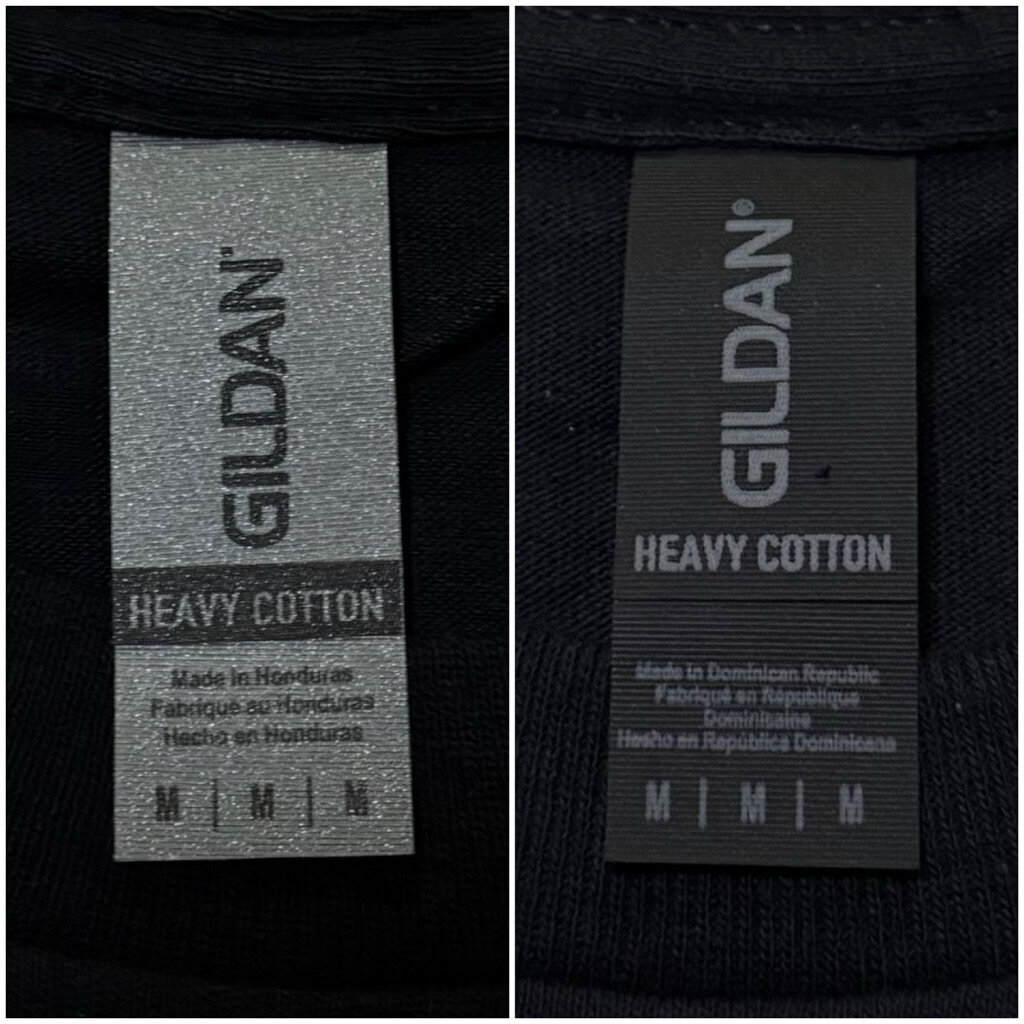 GILDAN®
HEAVY COTTON
Made in Honduras
Fabriqué au Honduras
Hecho en Honduras
M | M | M
GILDAN®
HEAVY COTTON
Made in Dominican Republic
Fabriqué en République
Dominicaine
Hecho en República Dominicana
M | M | M